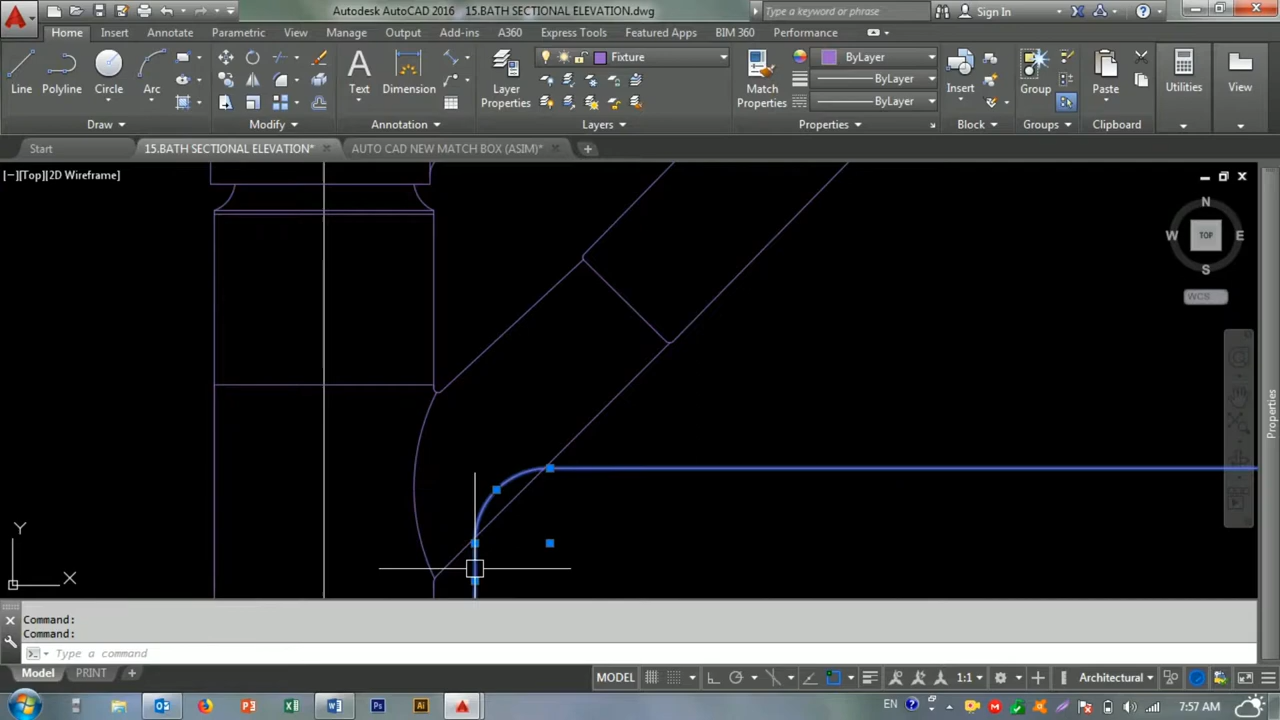 Autodesk AutoCAD 2016 15.BATH SECTIONAL ELEVATION.dwg
Type a keyword or phrase
Sign In
Home Insert Annotate Parametric View Manage Output Add-ins A360 Express Tools Featured Apps BIM 360 Performance
Fixture
ByLayer
ByLayer
ByLayer
Line Polyline Circle Arc Text Dimension Layer Properties Match Properties Insert Group Paste Utilities View
Draw Modify Annotation Layers Properties Block Groups Clipboard
Start 15.BATH SECTIONAL ELEVATION* AUTO CAD NEW MATCH BOX (ASIM)*
[−][Top][2D Wireframe]
N
W TOP E
S
WCS
Properties
Y
X
Command:
Command:
Type a command
Model PRINT
MODEL 1:1 Architectural
EN 7:57 AM